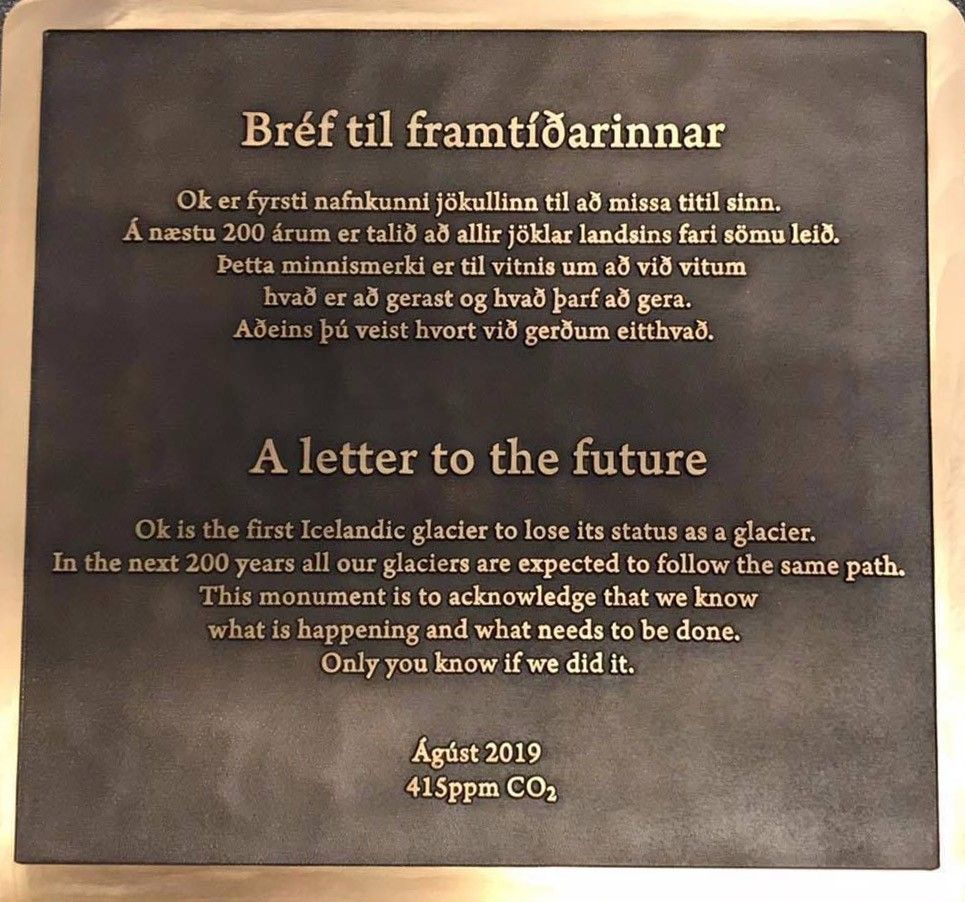 Bréf til framtíðarinnar
Ok er fyrsti nafnkunni jökullinn til að missa titil sinn.
Á næstu 200 árum er talið að allir jöklar landsins fari sömu leið.
Þetta minnismerki er til vitnis um að við vitum
hvað er að gerast og hvað þarf að gera.
Aðeins þú veist hvort við gerðum eitthvað.
A letter to the future
Ok is the first Icelandic glacier to lose its status as a glacier.
In the next 200 years all our glaciers are expected to follow the same path.
This monument is to acknowledge that we know
what is happening and what needs to be done.
Only you know if we did it.
Ágúst 2019
415ppm CO₂